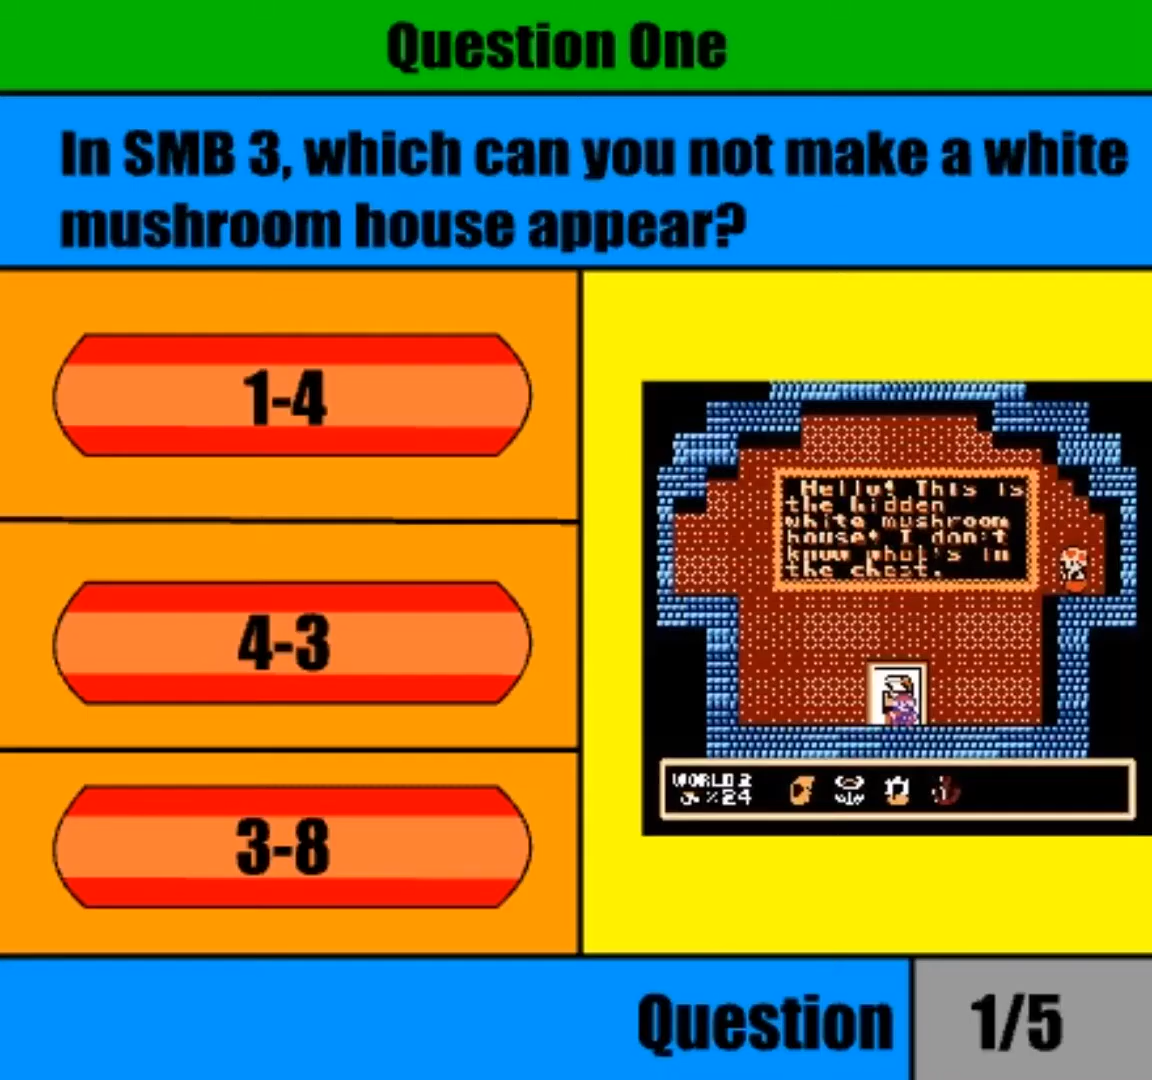 Question One
In SMB 3, which can you not make a white
mushroom house appear?
1-4
4-3
3-8
Hello! This is
the hidden
white mushroom
house! I don't
know what's in
the chest.
WORLD 2
×24
Question
1/5